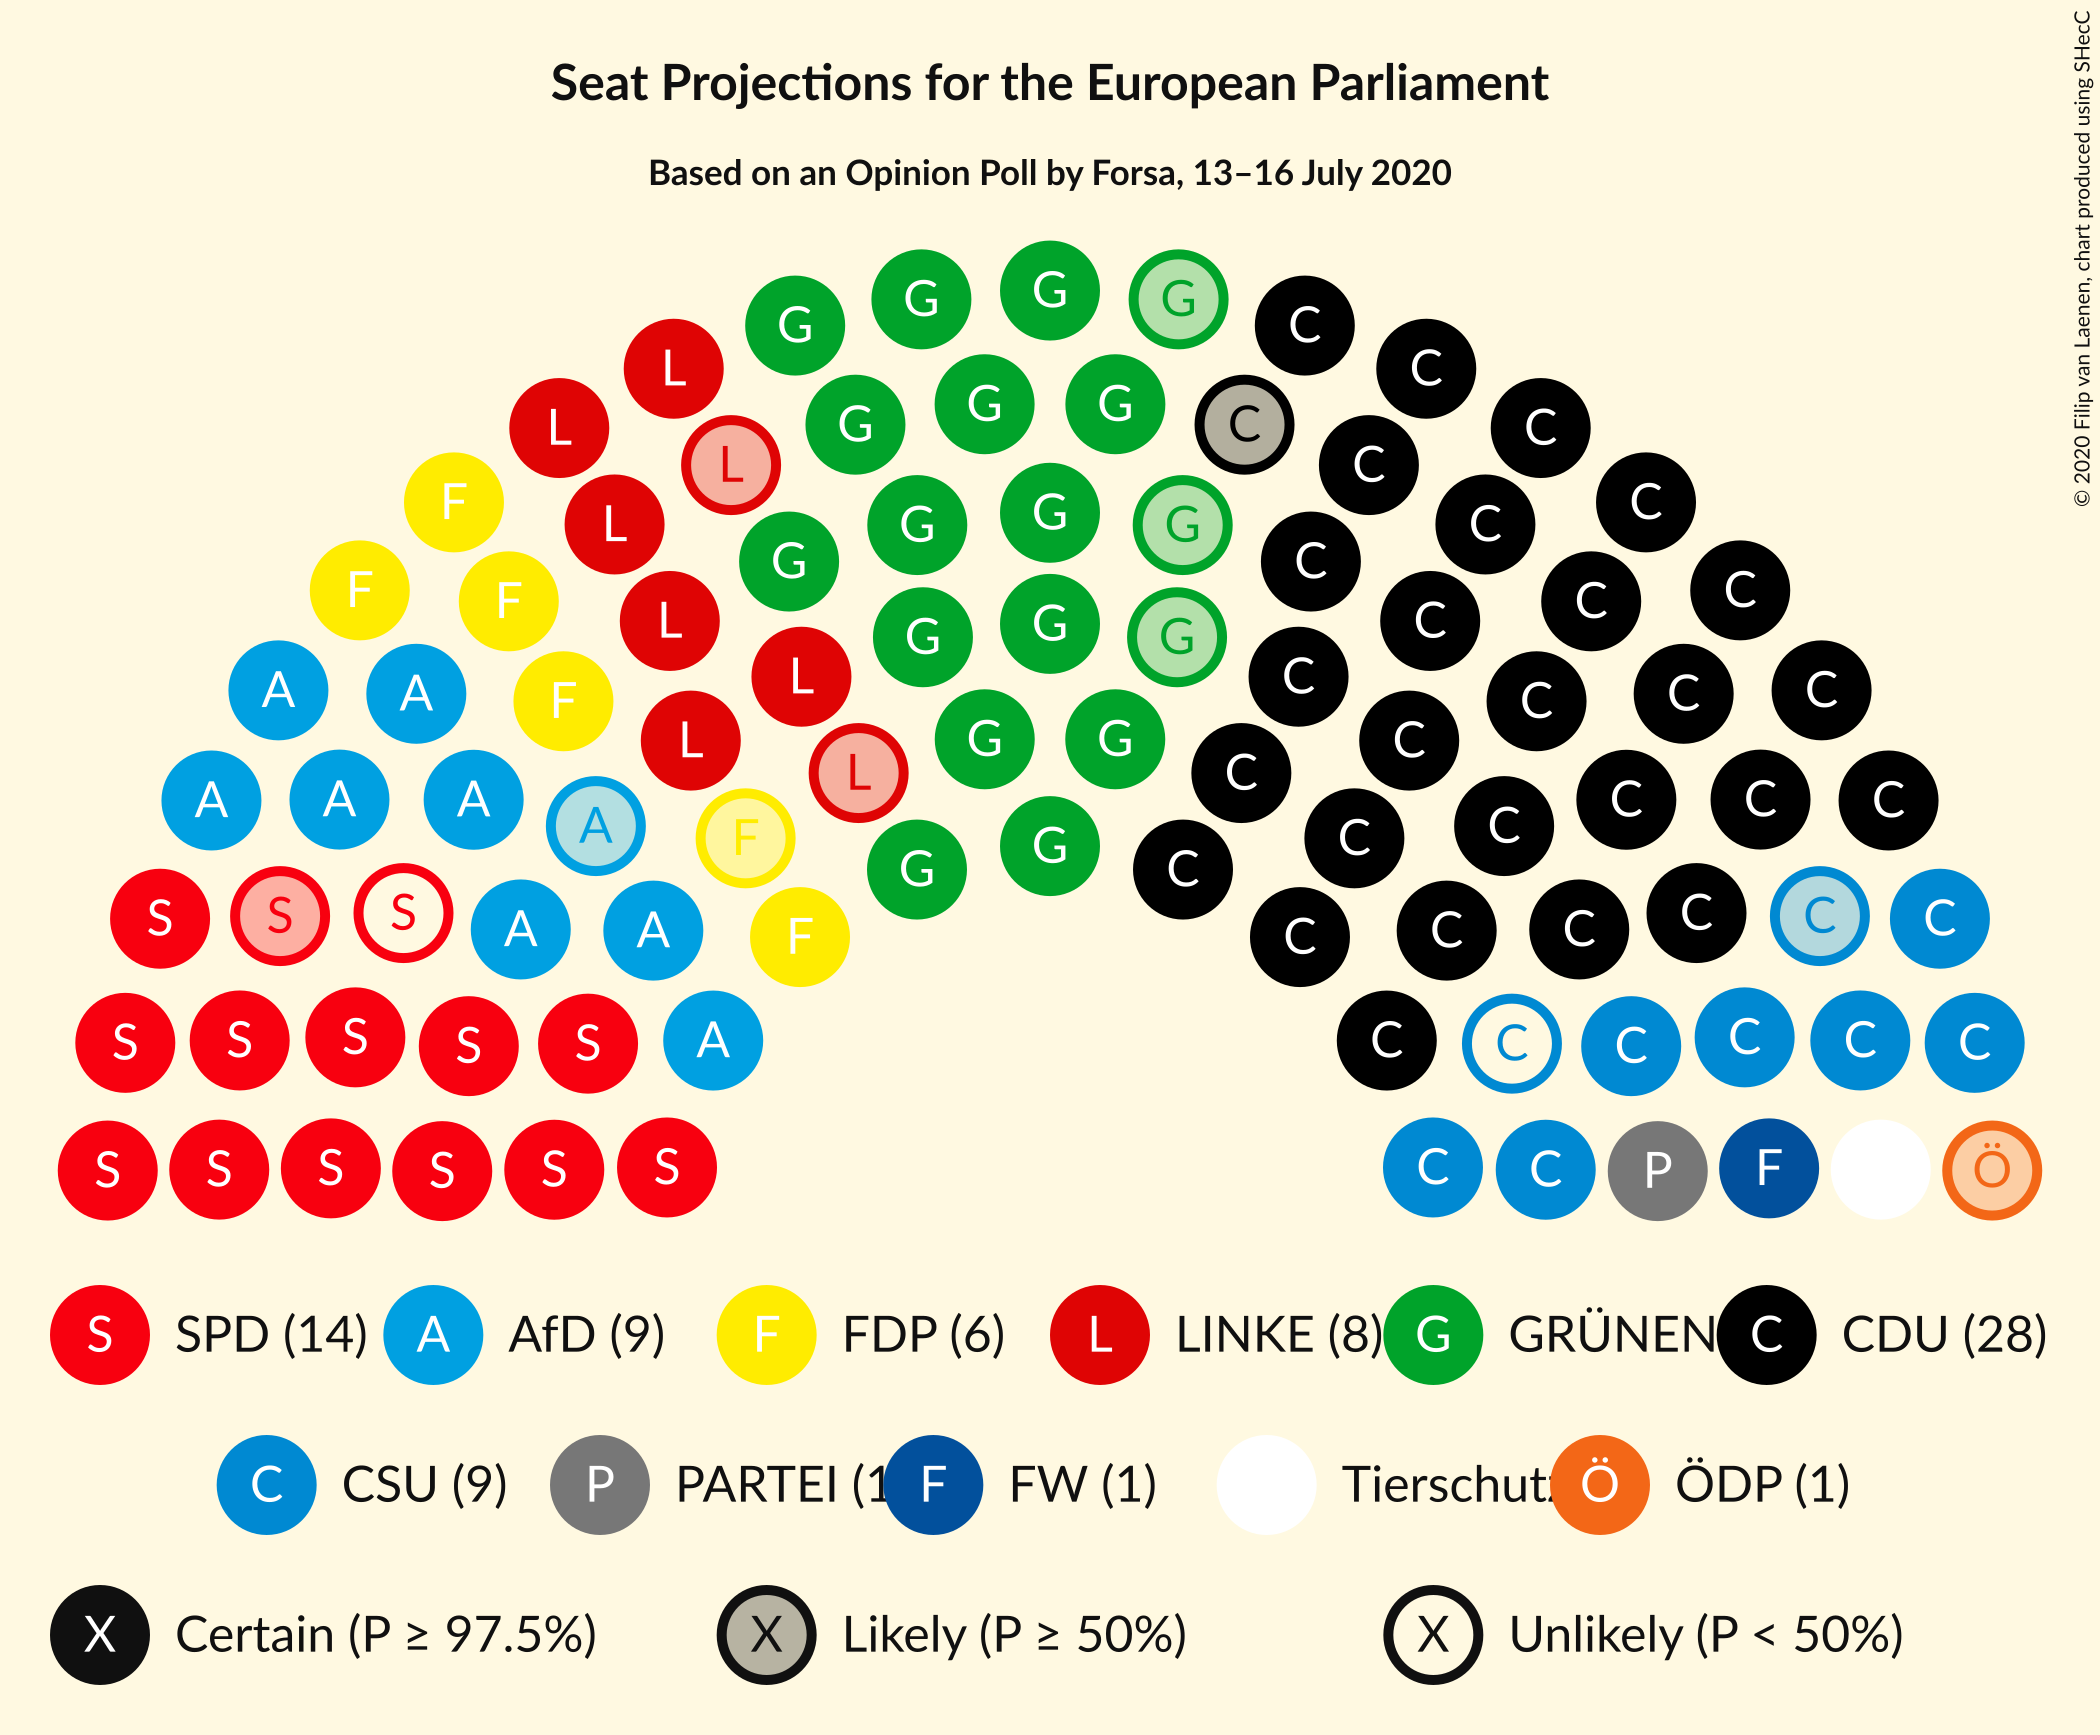 Seat Projections for the European Parliament
Based on an Opinion Poll by Forsa, 13–16 July 2020
© 2020 Filip van Laenen, chart produced using SHecC
G G G G
L C
L G G G C C
L C C
F L G G G G C C C
F F L G C C C
L G G G C C
A A F L C C C
L G G C
A A A A F C C C C C
S S S A A F G G C C C C C C C
S S S S S A C C C C C C
S S S S S S C C P F Ö
S SPD (14) A AfD (9) F FDP (6) L LINKE (8) G GRÜNEN C CDU (28)
C CSU (9) P PARTEI (1 F FW (1) Tierschutz Ö ÖDP (1)
X Certain (P ≥ 97.5%) X Likely (P ≥ 50%) X Unlikely (P < 50%)